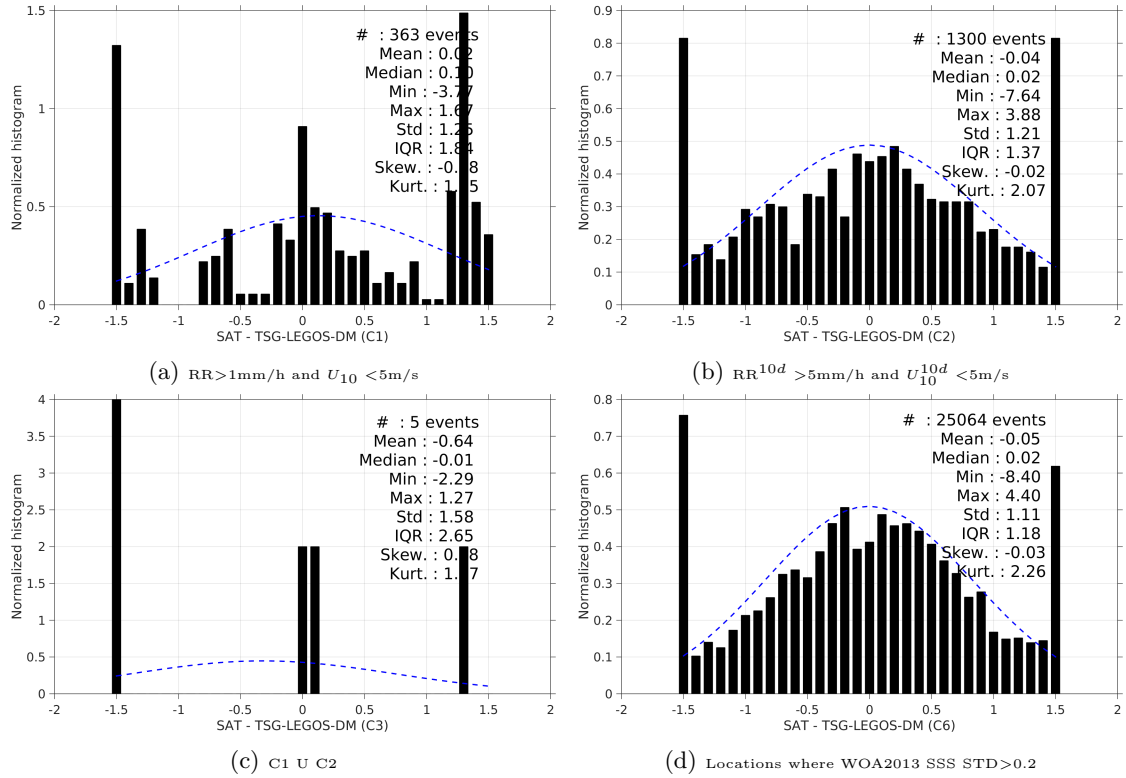 # : 363 events
Mean : 0.02
Median : 0.10
Min : -3.77
Max : 1.67
Std : 1.25
IQR : 1.84
Skew. :
Kurt. :
Normalized histogram
1.5
1
0.5
0
-2 -1.5 -1 -0.5 0 0.5 1 1.5 2
SAT - TSG-LEGOS-DM (C1)
(a) RR>1mm/h and U10 <5m/s
# : 1300 events
Mean : -0.04
Median : 0.02
Min : -7.64
Max : 3.88
Std : 1.21
IQR : 1.37
Skew. : -0.02
Kurt. : 2.07
Normalized histogram
0.9
0.8
0.7
0.6
0.5
0.4
0.3
0.2
0.1
0
-2 -1.5 -1 -0.5 0 0.5 1 1.5 2
SAT - TSG-LEGOS-DM (C2)
(b) RR^10d >5mm/h and U10^10d <5m/s
# : 5 events
Mean : -0.64
Median : -0.01
Min : -2.29
Max : 1.27
Std : 1.58
IQR : 2.65
Skew. :
Kurt. :
Normalized histogram
4
3.5
3
2.5
2
1.5
1
0.5
0
-2 -1.5 -1 -0.5 0 0.5 1 1.5 2
SAT - TSG-LEGOS-DM (C3)
(c) C1 U C2
# : 25064 events
Mean : -0.05
Median : 0.02
Min : -8.40
Max : 4.40
Std : 1.11
IQR : 1.18
Skew. : -0.03
Kurt. : 2.26
Normalized histogram
0.8
0.7
0.6
0.5
0.4
0.3
0.2
0.1
0
-2 -1.5 -1 -0.5 0 0.5 1 1.5 2
SAT - TSG-LEGOS-DM (C6)
(d) Locations where WOA2013 SSS STD>0.2